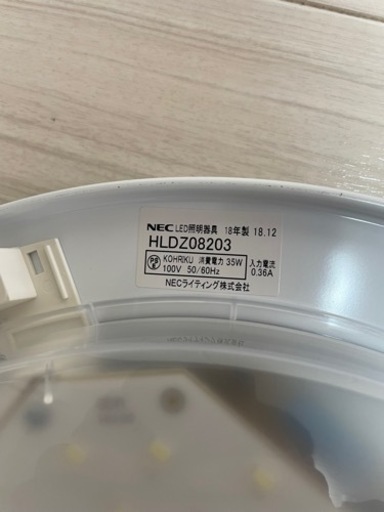 NEC LED照明器具 18年製 18.12
HLDZ08203
PS E KOHRIKU 消費電力 35W 入力電流
100V 50/60Hz 0.36A
NECライティング株式会社